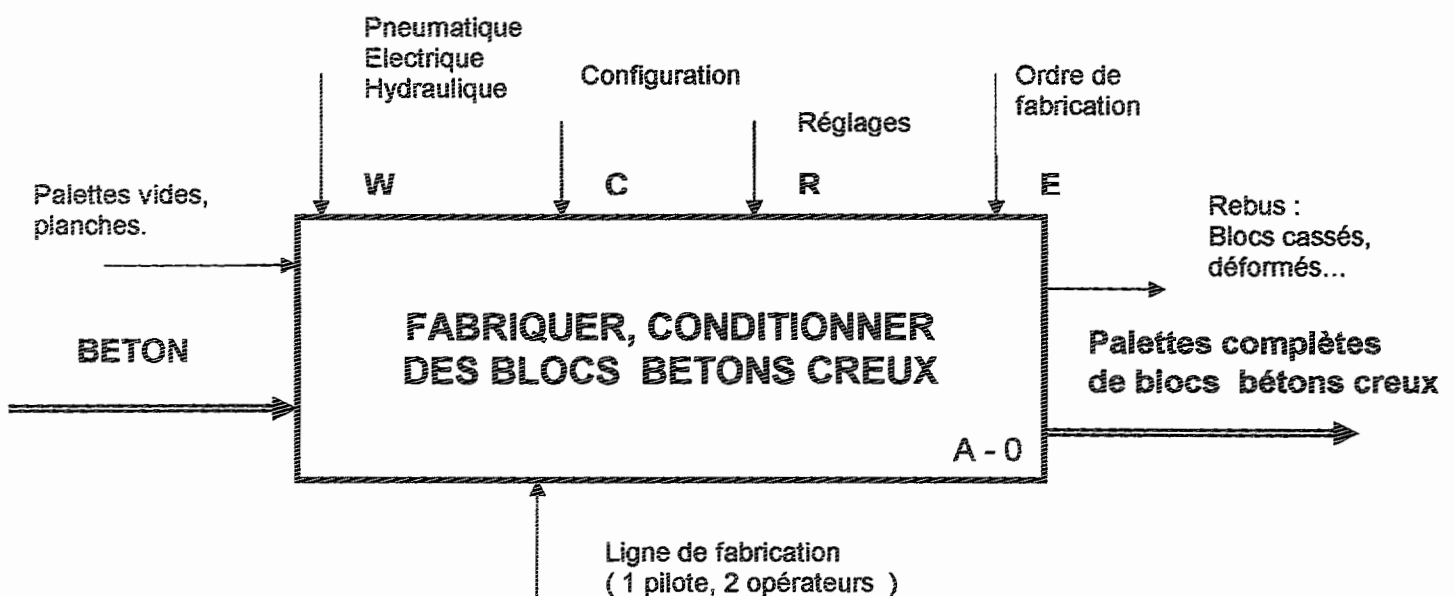 Pneumatique
Electrique
Hydraulique
Configuration
Réglages
Ordre de
fabrication
W
C
R
E
Palettes vides,
planches.
Rebus :
Blocs cassés,
déformés...
BETON
FABRIQUER, CONDITIONNER
DES BLOCS BETONS CREUX
Palettes complètes
de blocs bétons creux
A - 0
Ligne de fabrication
( 1 pilote, 2 opérateurs )